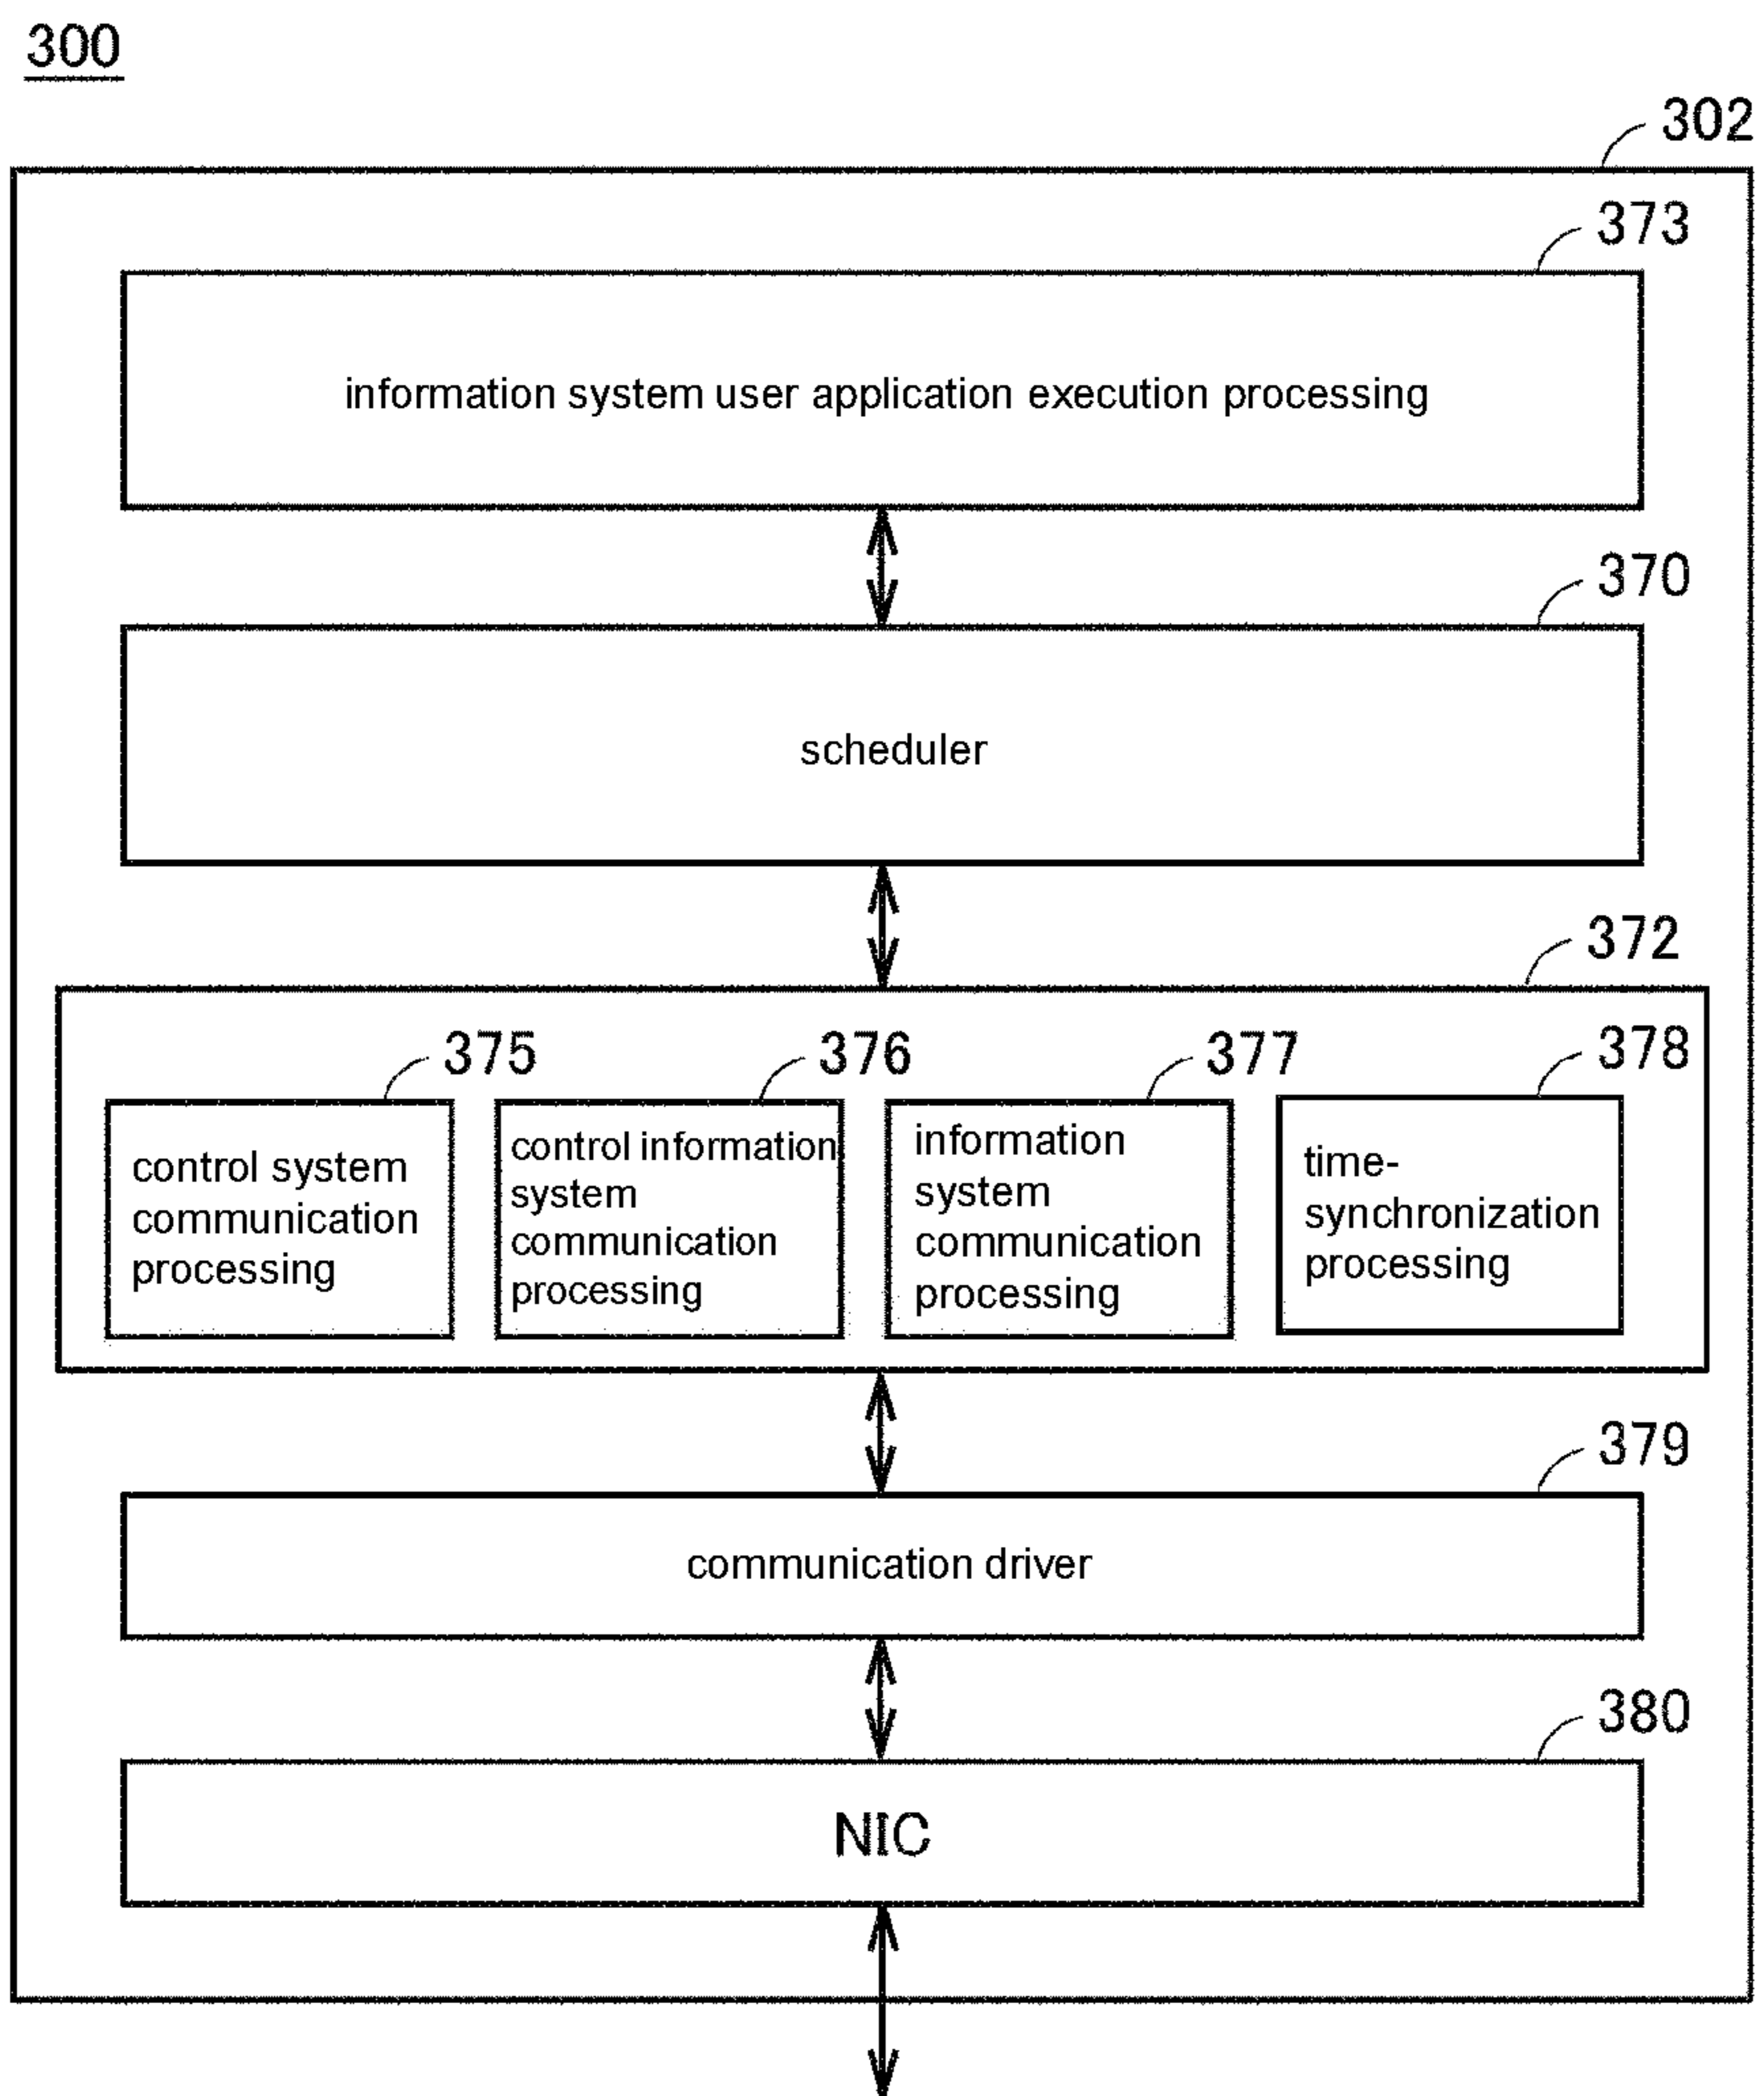 300
302
373
information system user application execution processing
370
scheduler
372
375
376
377
378
control system
communication
processing
control information
system
communication
processing
information
system
communication
processing
time-
synchronization
processing
379
communication driver
380
NIC